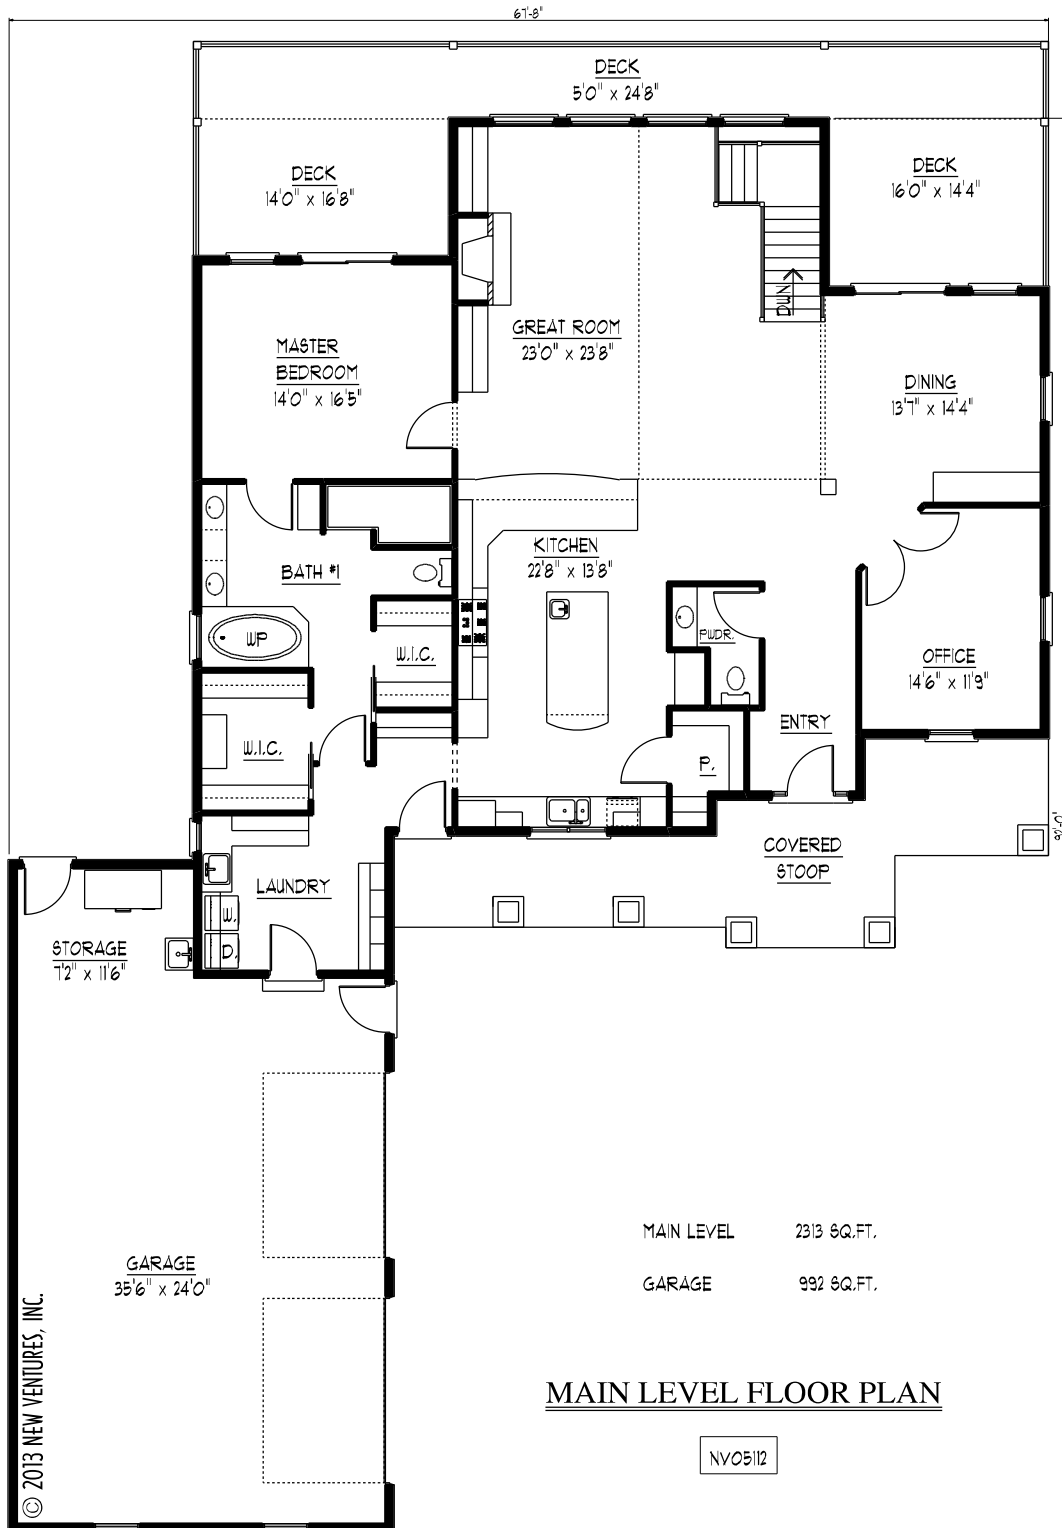 67'-8"
DECK
5'0" x 24'8"
DECK
14'0" x 16'8"
DECK
16'0" x 14'4"
GREAT ROOM
23'0" x 23'8"
DWN
MASTER
BEDROOM
14'0" x 16'5"
DINING
13'7" x 14'4"
KITCHEN
22'8" x 13'8"
BATH #1
WP
W.I.C.
PWDR.
OFFICE
14'6" x 11'9"
ENTRY
W.I.C.
P.
COVERED
STOOP
92'-0"
LAUNDRY
W.
D.
STORAGE
7'2" x 11'6"
GARAGE
35'6" x 24'0"
MAIN LEVEL 2313 SQ.FT.
GARAGE 992 SQ.FT.
© 2013 NEW VENTURES, INC.
MAIN LEVEL FLOOR PLAN
NV05112